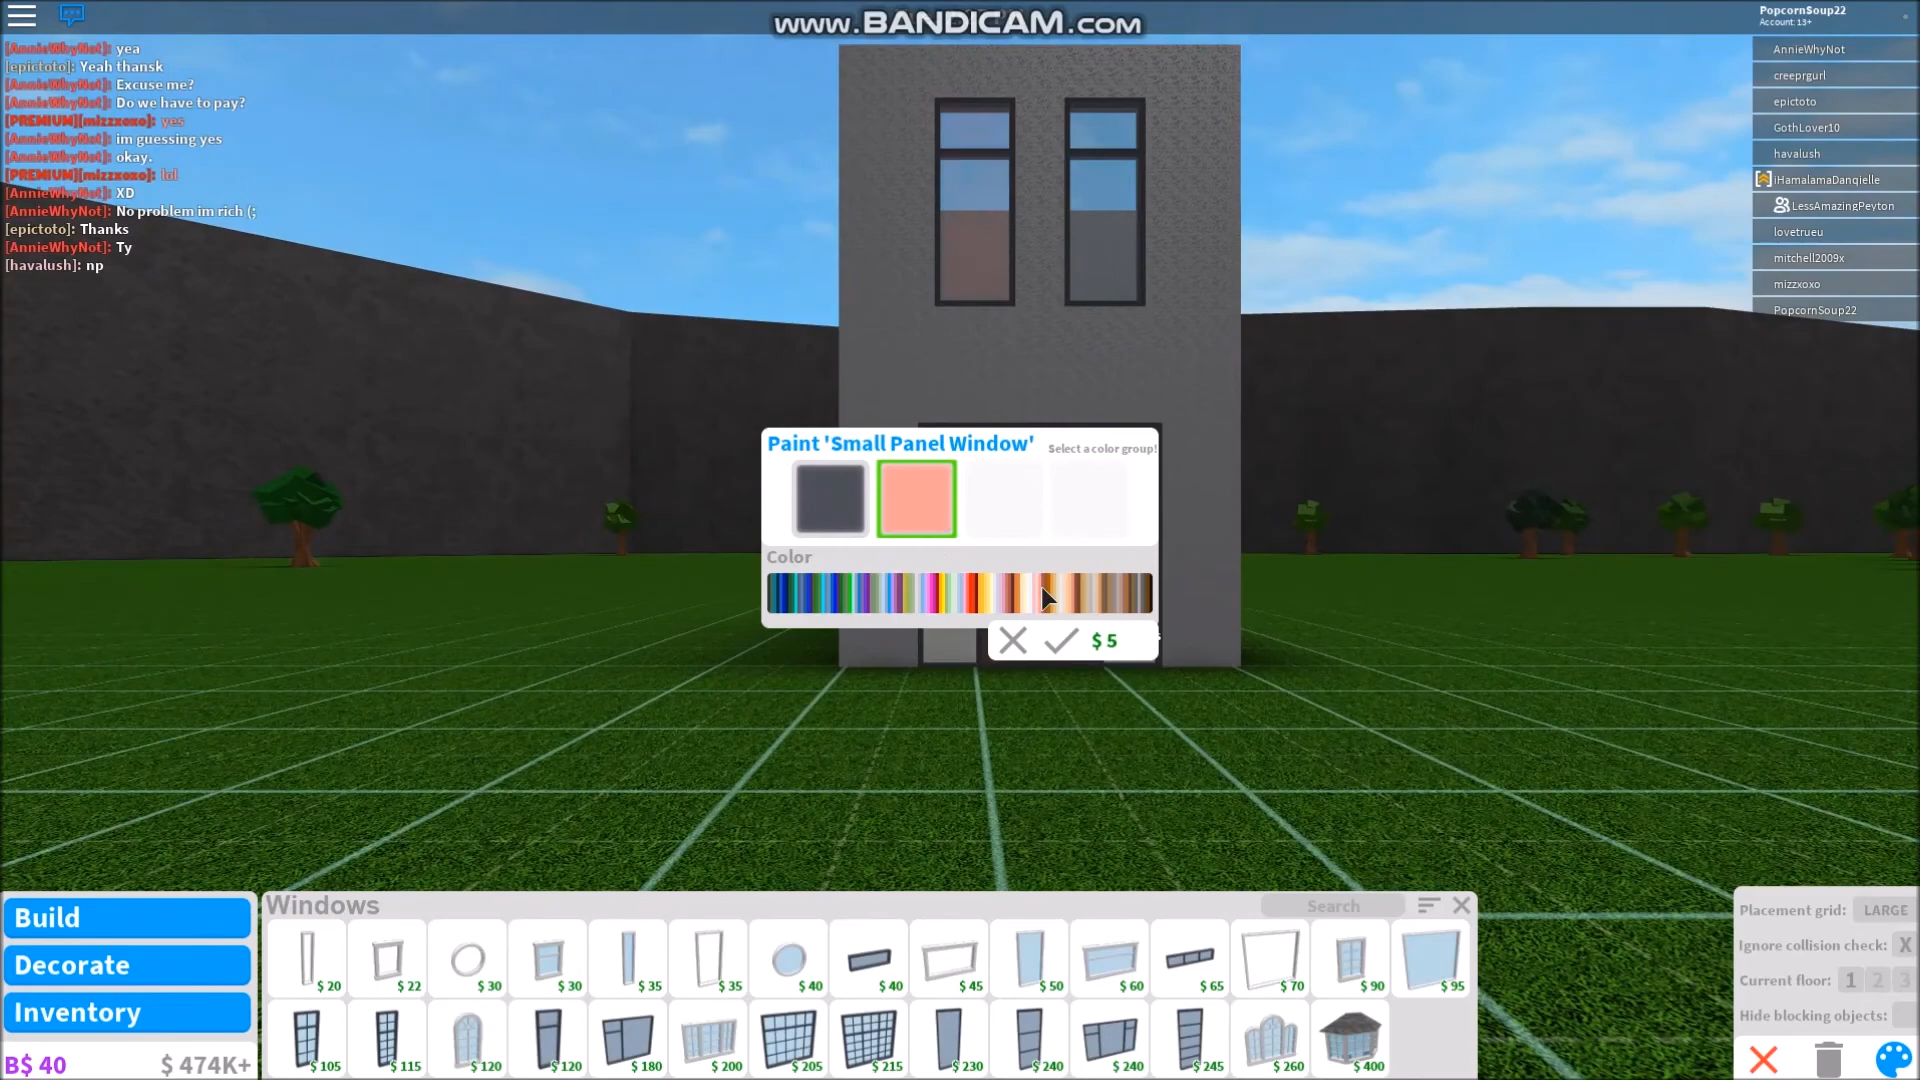 www.BANDICAM.com
PopcornSoup22
Account: 13+
[AnnieWhyNot]: yea
[epictoto]: Yeah thansk
[AnnieWhyNot]: Excuse me?
[AnnieWhyNot]: Do we have to pay?
[PREMIUM][mizzxoxo]: yes
[AnnieWhyNot]: im guessing yes
[AnnieWhyNot]: okay.
[PREMIUM][mizzxoxo]: lol
[AnnieWhyNot]: XD
[AnnieWhyNot]: No problem im rich (;
[epictoto]: Thanks
[AnnieWhyNot]: Ty
[havalush]: np
AnnieWhyNot
creeprgurl
epictoto
GothLover10
havalush
iHamalamaDanqielle
LessAmazingPeyton
lovetrueu
mitchell2009x
mizzxoxo
PopcornSoup22
Paint 'Small Panel Window'
Select a color group!
Color
$ 5
Build
Decorate
Inventory
B$ 40
$ 474K+
Windows
Search
$ 20 $ 22 $ 30 $ 30 $ 35 $ 35 $ 40 $ 40 $ 45 $ 50 $ 60 $ 65 $ 70 $ 90 $ 95
$ 105 $ 115 $ 120 $ 120 $ 180 $ 200 $ 205 $ 215 $ 230 $ 240 $ 240 $ 245 $ 260 $ 400
Placement grid: LARGE
Ignore collision check: X
Current floor: 1 2 3
Hide blocking objects: